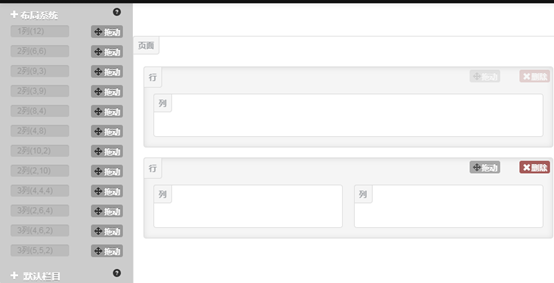 布局系统
1列(12) 拖动
2列(6,6) 拖动
2列(9,3) 拖动
2列(3,9) 拖动
2列(8,4) 拖动
2列(4,8) 拖动
2列(10,2) 拖动
2列(2,10) 拖动
3列(4,4,4) 拖动
3列(2,6,4) 拖动
3列(4,6,2) 拖动
3列(5,5,2) 拖动
默认栏目
页面
行 拖动 删除
列
行 拖动 删除
列 列